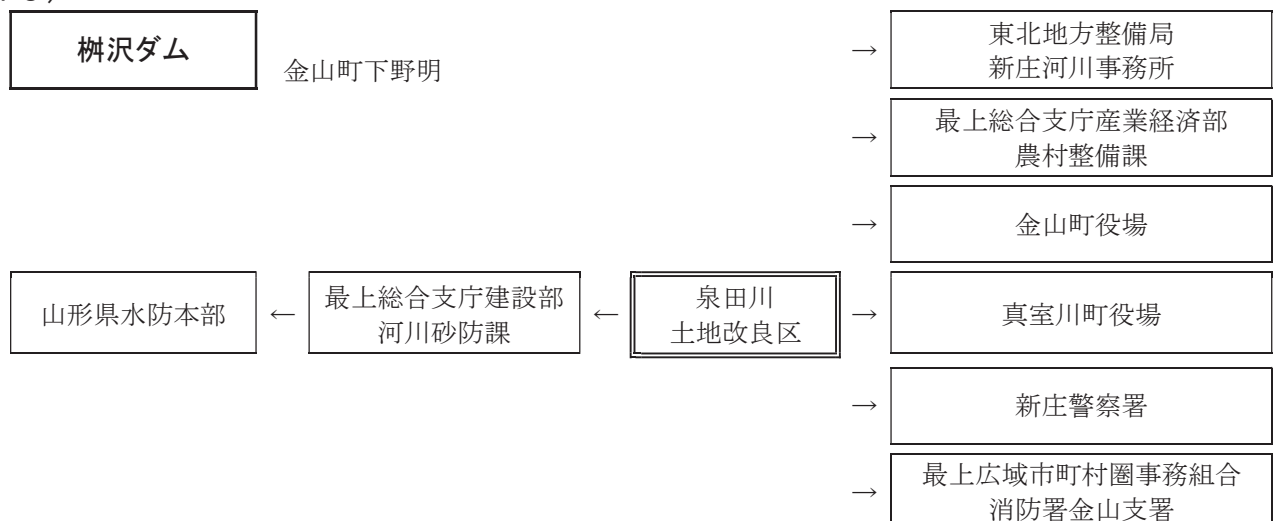 桝沢ダム
金山町下野明
→
東北地方整備局
新庄河川事務所
→
最上総合支庁産業経済部
農村整備課
→
金山町役場
山形県水防本部
←
最上総合支庁建設部
河川砂防課
←
泉田川
土地改良区
→
真室川町役場
→
新庄警察署
→
最上広域市町村圏事務組合
消防署金山支署